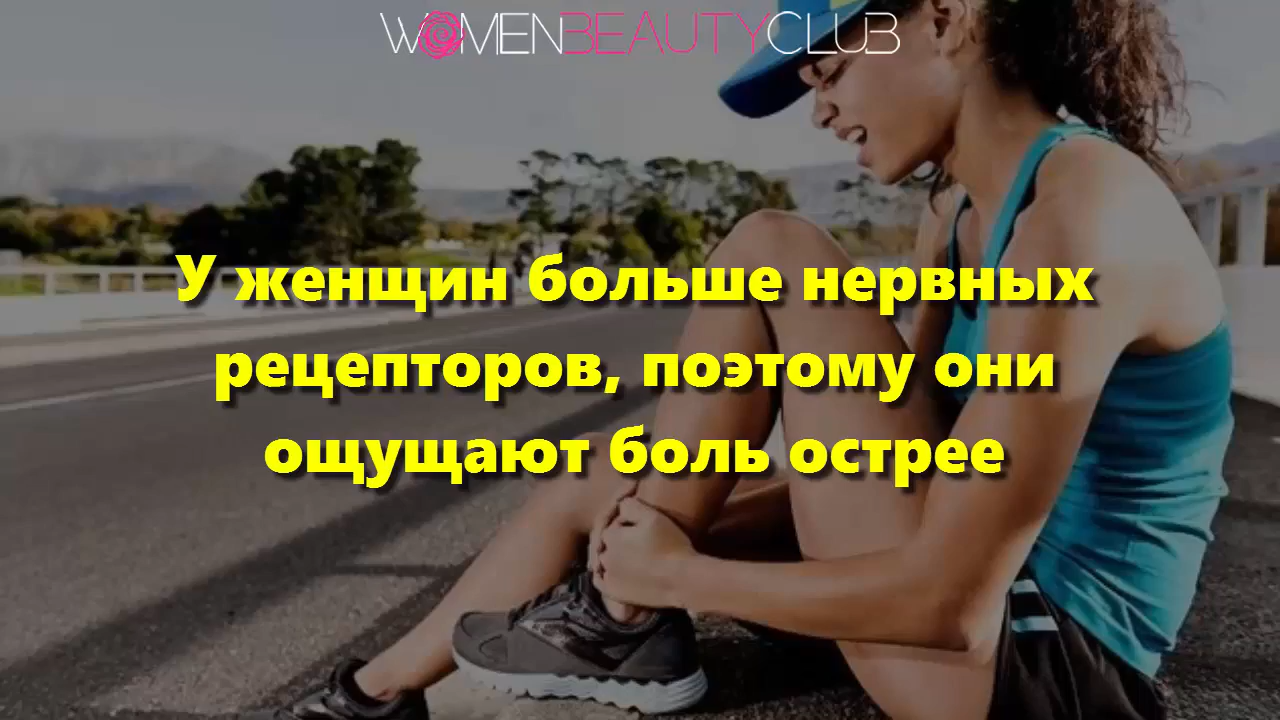 WOMENBEAUTYCLUB
У женщин больше нервных
рецепторов, поэтому они
ощущают боль острее